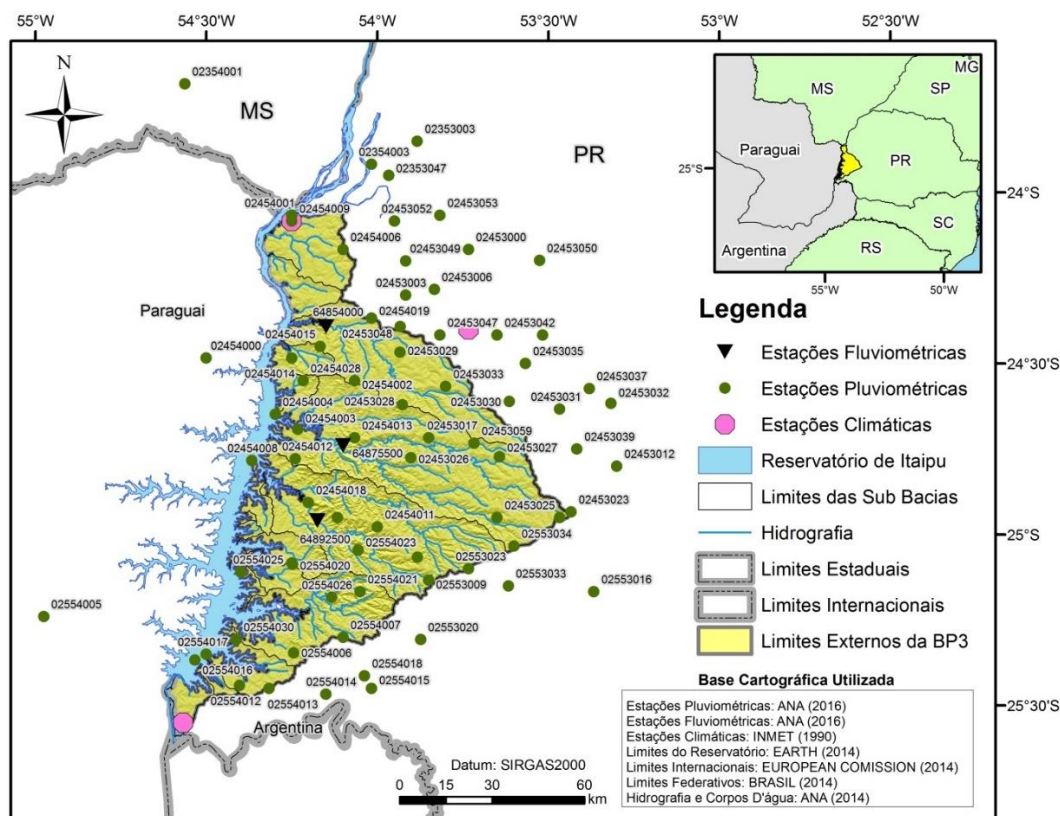 55°W
54°30'W
54°0'W
53°30'W
53°0'W
52°30'W
N
02354001
MS
02353003
02354003
02353047
PR
24°S
02454001
02454009
02453052
02453053
02454006
02453049
02453000
02453050
02453006
02453003
Paraguai
64854000
02454019
02453047
02453042
02454015
02453048
02454000
02453029
02453035
02454014
02454028
02454002
02453033
02453037
24°30'S
02454004
02453028
02453030
02453031
02453032
02454003
02454013
02453017
02453059
02453039
02454008
02454012
64875500
02453026
02453027
02453012
02454018
02453025
02453023
02454011
02553034
25°S
64892500
02554023
02554025
02554020
02553023
02554026
02554021
02553009
02553033
02553016
02554005
02554030
02554007
02553020
02554017
02554006
02554016
02554018
02554014
02554015
02554012
02554013
25°30'S
Argentina
Datum: SIRGAS2000
0 15 30 45 60
km
MG
MS
SP
Paraguai
25°S
PR
SC
Argentina
RS
55°W
50°W
Legenda
Estações Fluviométricas
Estações Pluviométricas
Estações Climáticas
Reservatório de Itaipu
Limites das Sub Bacias
Hidrografia
Limites Estaduais
Limites Internacionais
Limites Externos da BP3
Base Cartográfica Utilizada
Estações Pluviométricas: ANA (2016)
Estações Fluviométricas: ANA (2016)
Estações Climáticas: INMET (1990)
Limites do Reservatório: EARTH (2014)
Limites Internacionais: EUROPEAN COMISSION (2014)
Limites Federativos: BRASIL (2014)
Hidrografia e Corpos D'água: ANA (2014)